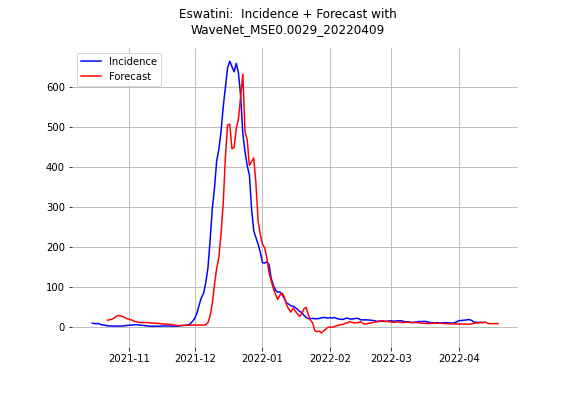 Eswatini:  Incidence + Forecast with
WaveNet_MSE0.0029_20220409
Incidence
Forecast
600
500
400
300
200
100
0
2021-11 2021-12 2022-01 2022-02 2022-03 2022-04